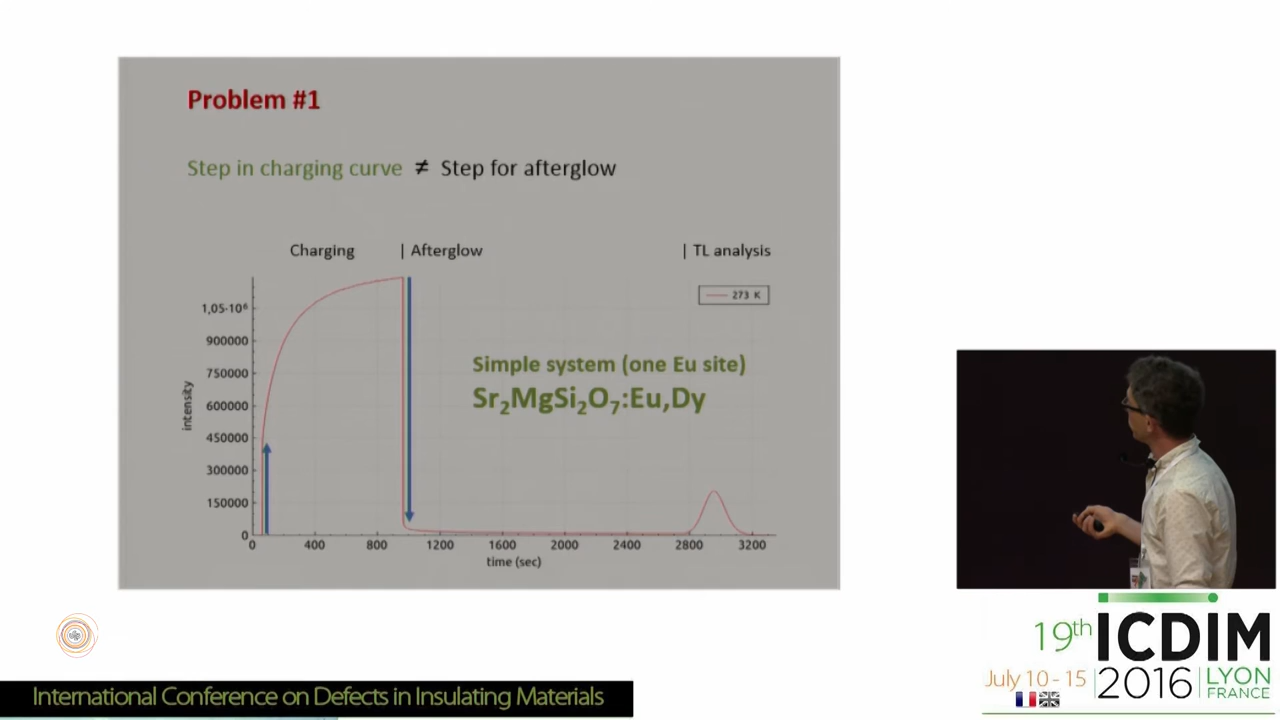 Problem #1
Step in charging curve ≠ Step for afterglow
Charging | Afterglow | TL analysis
273 K
1,05·10⁶
900000
750000
600000
450000
300000
150000
0
intensity
Simple system (one Eu site)
Sr₂MgSi₂O₇:Eu,Dy
0 400 800 1200 1600 2000 2400 2800 3200
time (sec)
19th ICDIM
July 10 - 15 2016 LYON
FRANCE
International Conference on Defects in Insulating Materials